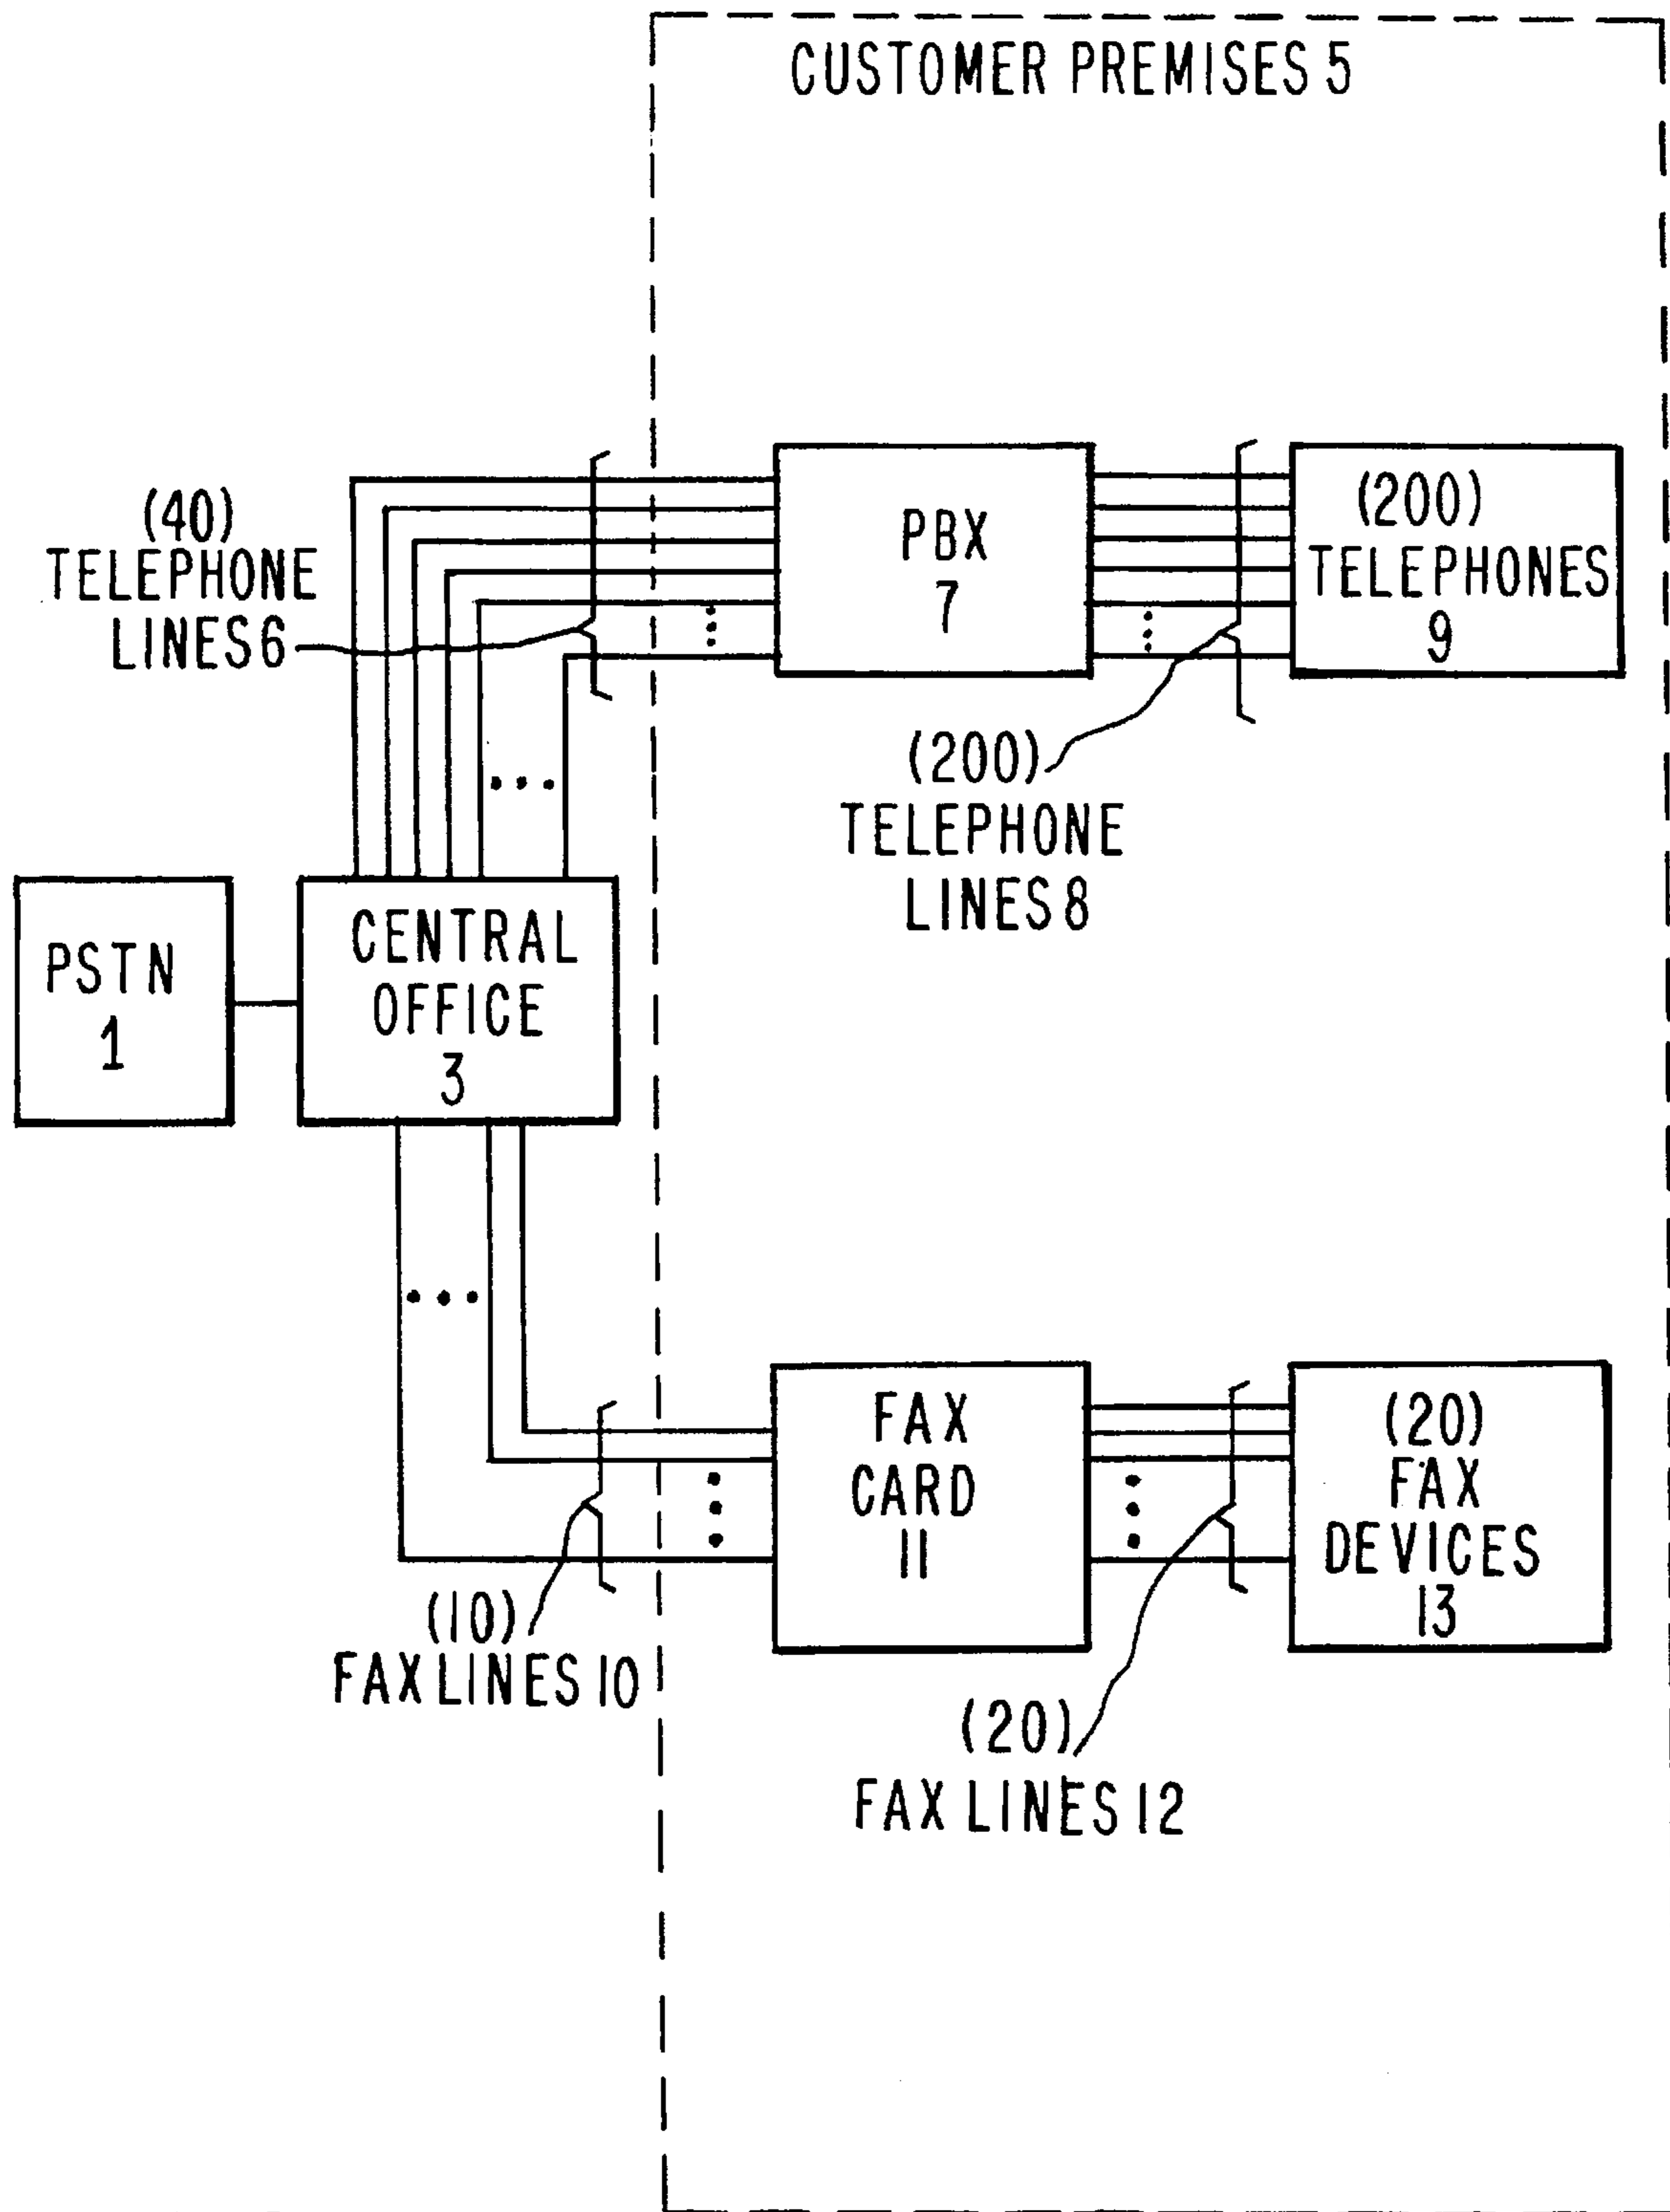 CUSTOMER PREMISES 5
(40)
TELEPHONE
LINES 6
PBX
7
(200)
TELEPHONES
9
(200)
TELEPHONE
LINES 8
PSTN
1
CENTRAL
OFFICE
3
FAX
CARD
11
(20)
FAX
DEVICES
13
(10)
FAX LINES 10
(20)
FAX LINES 12